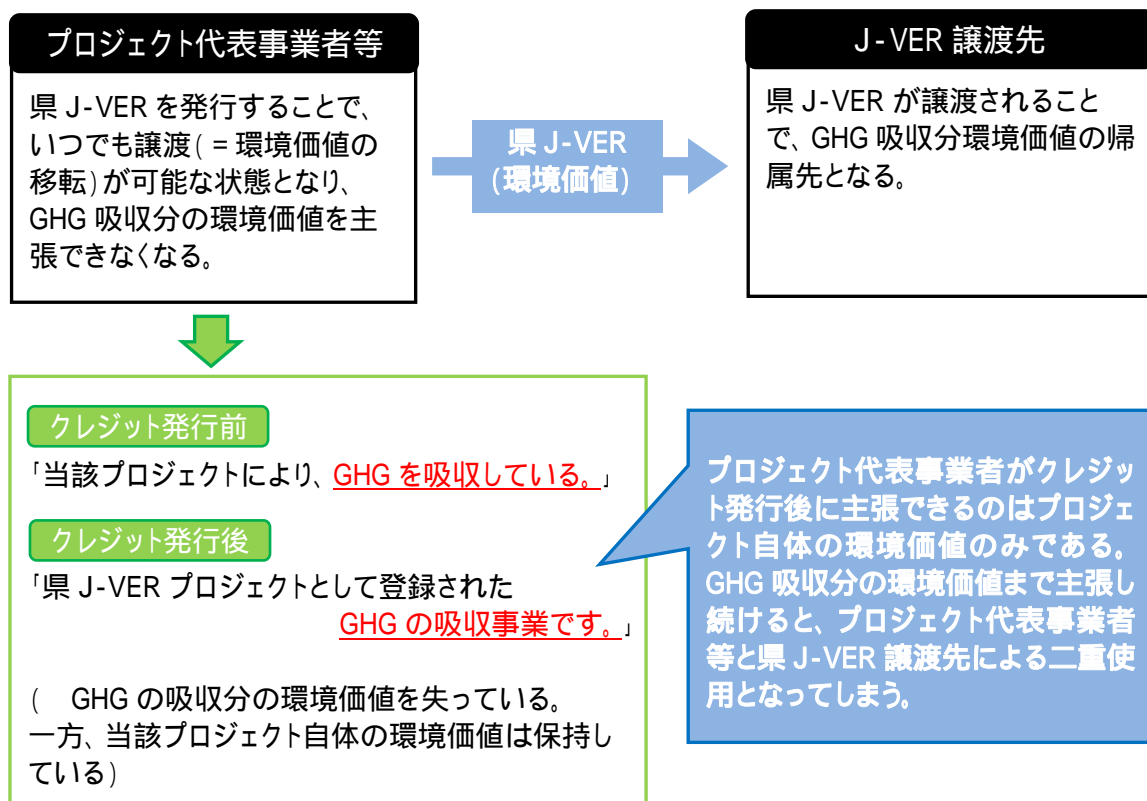 プロジェクト代表事業者等
県 J-VER を発行することで、
いつでも譲渡(=環境価値の
移転)が可能な状態となり、
GHG 吸収分の環境価値を主
張できなくなる。
県 J-VER
(環境価値)
J-VER 譲渡先
県 J-VER が譲渡されること
で、GHG 吸収分環境価値の帰
属先となる。
クレジット発行前
「当該プロジェクトにより、GHG を吸収している。」
クレジット発行後
「県 J-VER プロジェクトとして登録された
GHG の吸収事業です。」
( GHG の吸収分の環境価値を失っている。
一方、当該プロジェクト自体の環境価値は保持し
ている)
プロジェクト代表事業者がクレジッ
ト発行後に主張できるのはプロジェ
クト自体の環境価値のみである。
GHG 吸収分の環境価値まで主張し
続けると、プロジェクト代表事業者
等と県 J-VER 譲渡先による二重使
用となってしまう。